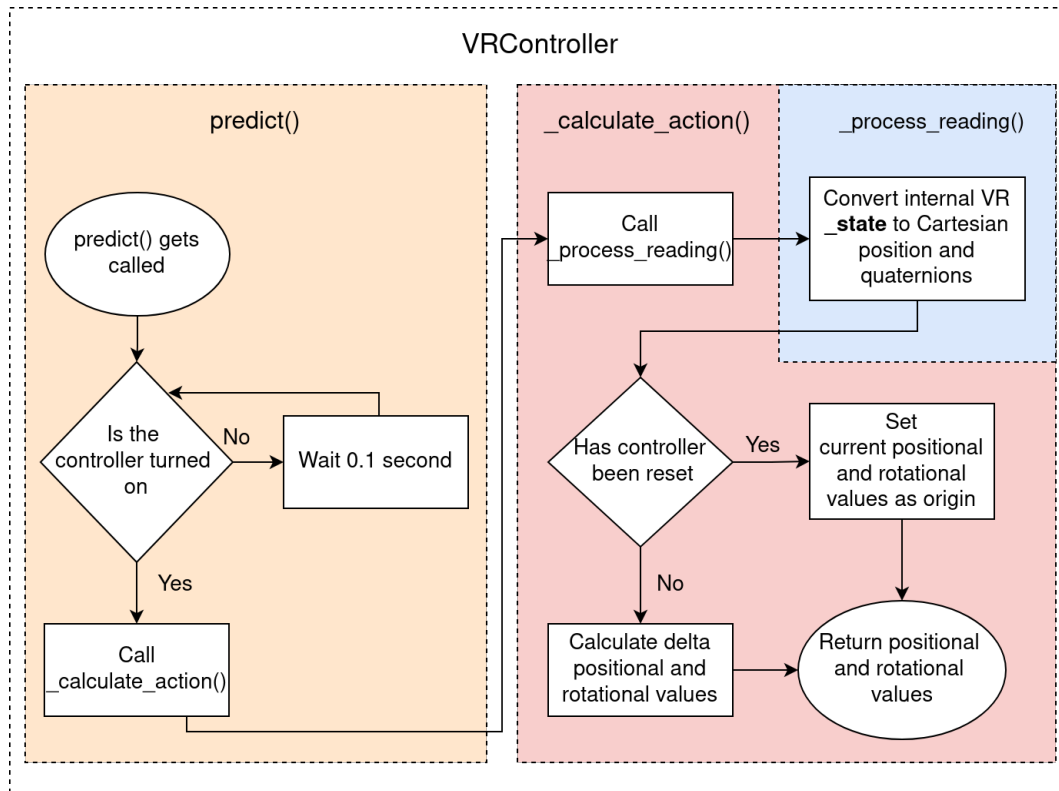 VRController
predict()
predict() gets
called
Is the
controller turned
on
No
Wait 0.1 second
Yes
Call
_calculate_action()
_calculate_action()
_process_reading()
Call
_process_reading()
Convert internal VR
_state to Cartesian
position and
quaternions
Has controller
been reset
Yes
Set
current positional
and rotational
values as origin
No
Calculate delta
positional and
rotational values
Return positional
and rotational
values